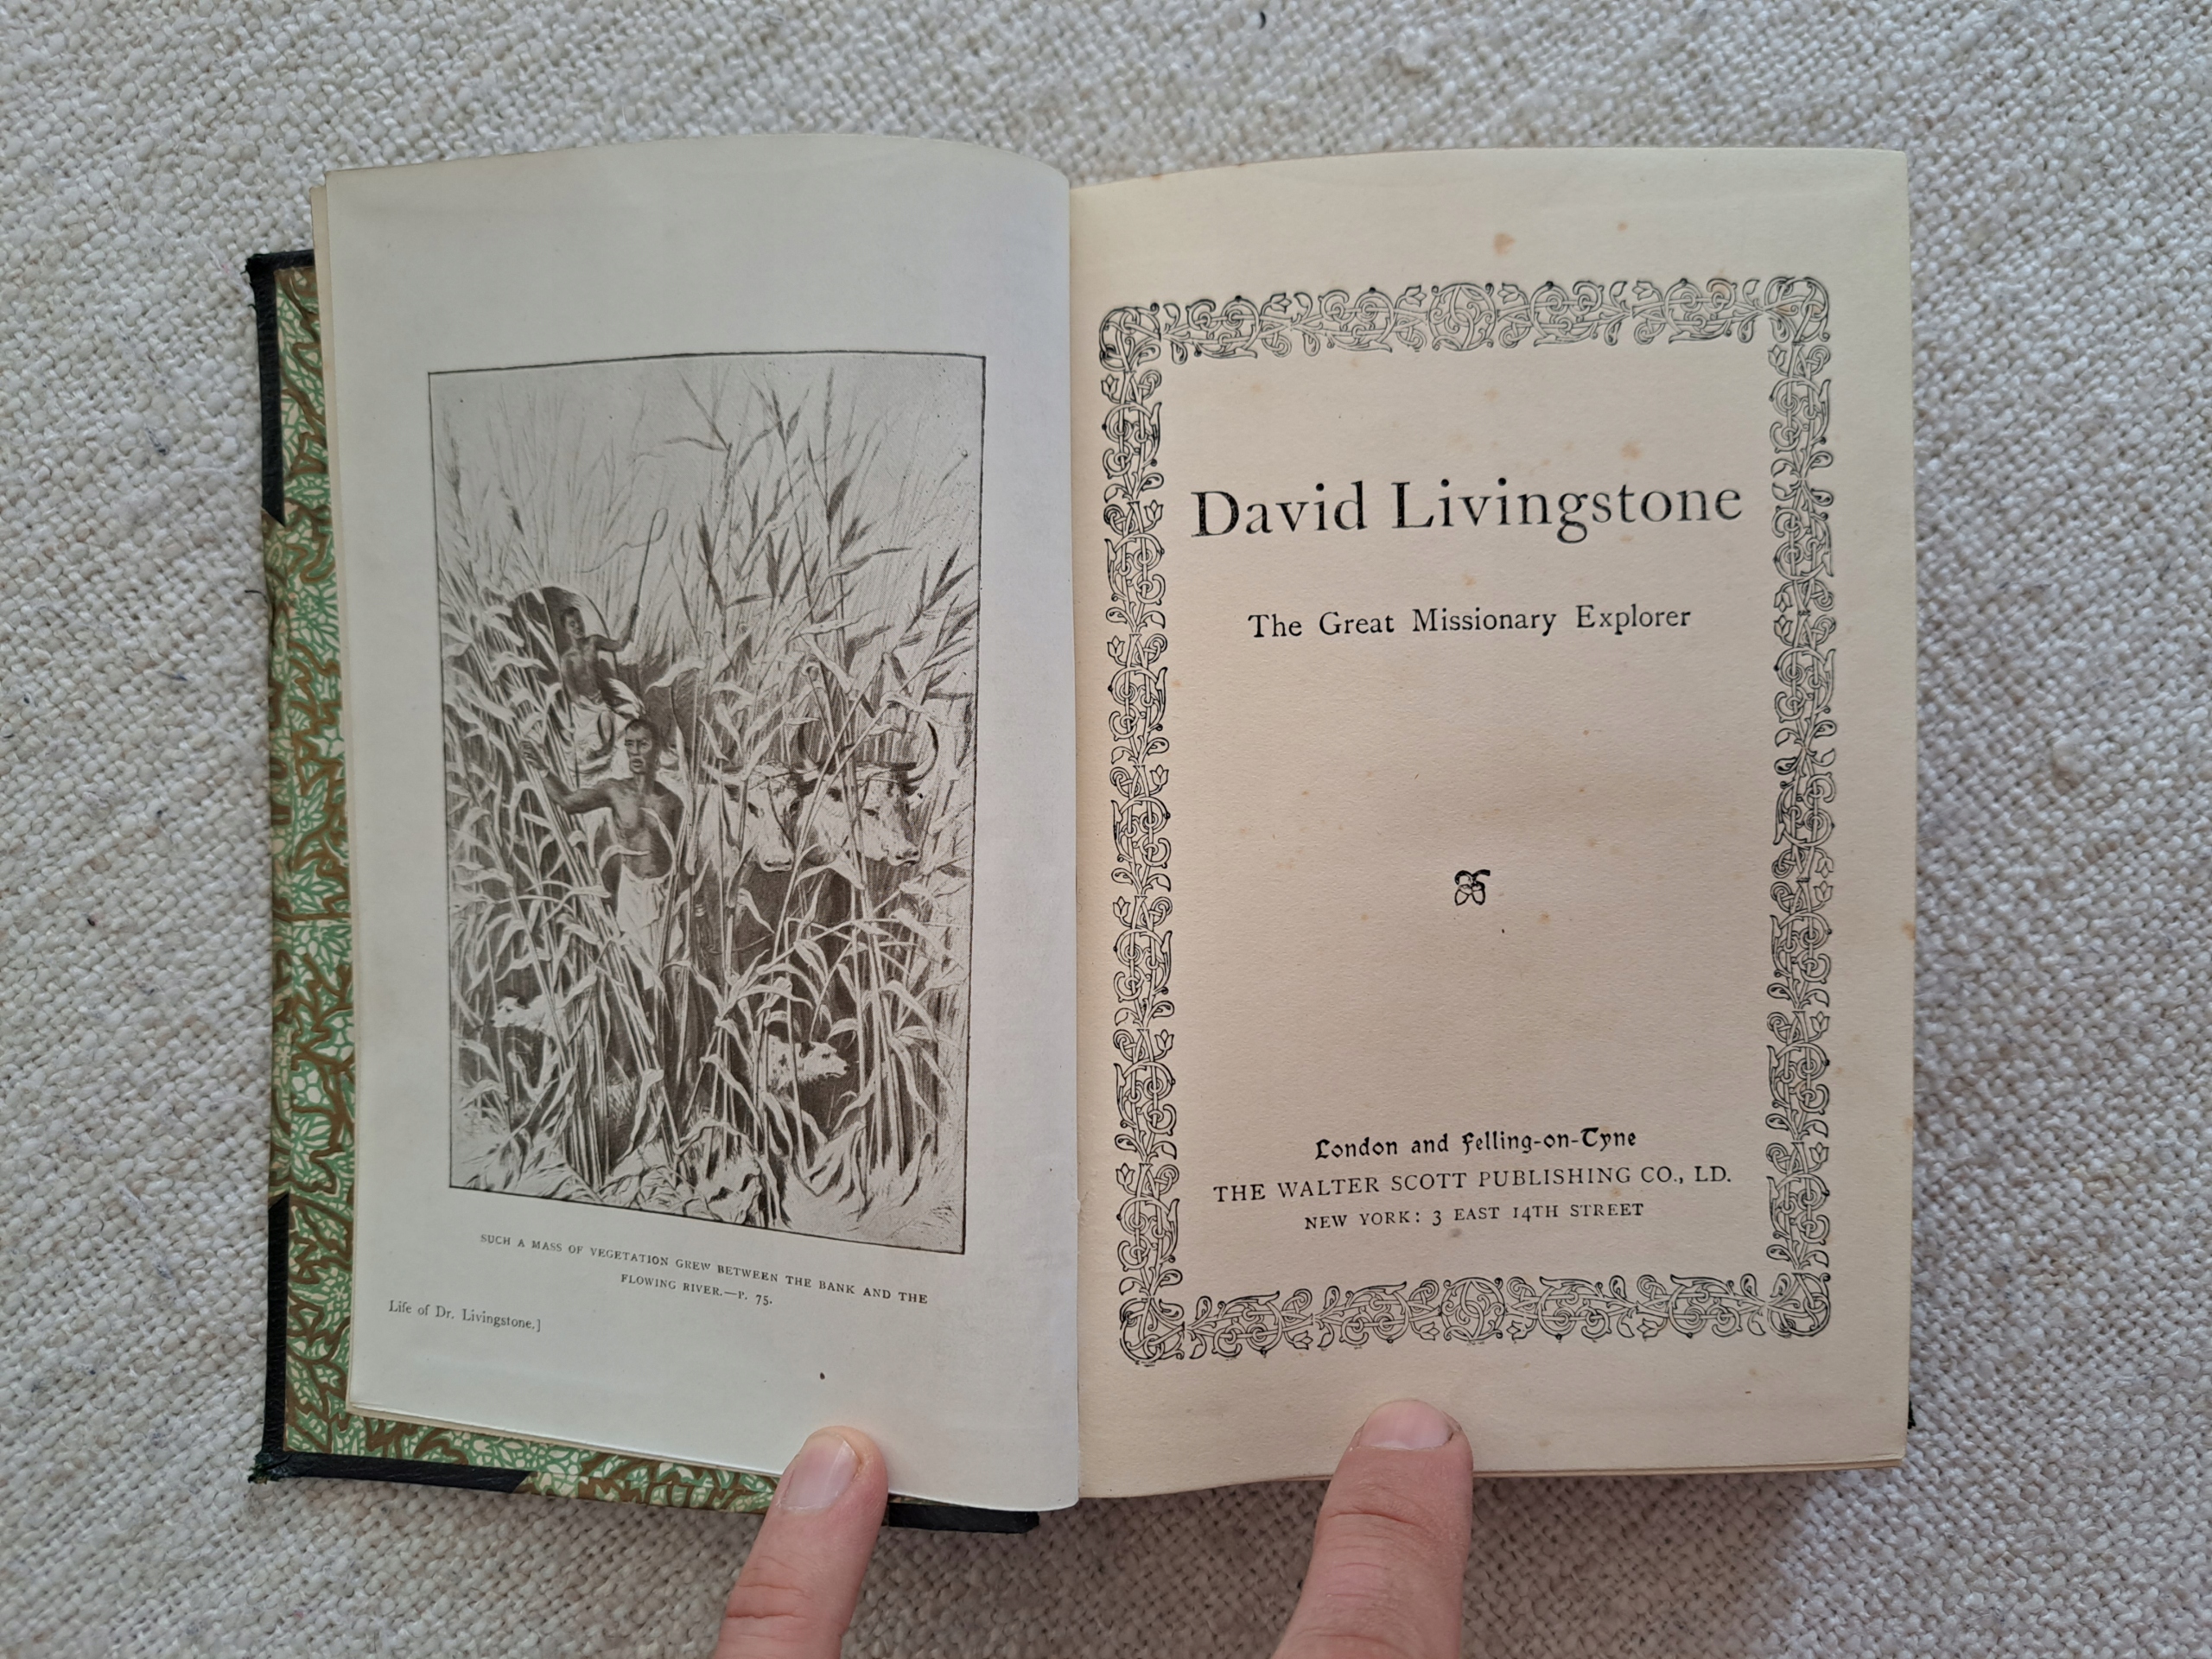 SUCH A MASS OF VEGETATION GREW BETWEEN THE BANK AND THE
FLOWING RIVER.—P. 75.
Life of Dr. Livingstone.]
David Livingstone
The Great Missionary Explorer
London and Felling-on-Tyne
THE WALTER SCOTT PUBLISHING CO., LD.
NEW YORK: 3 EAST 14TH STREET